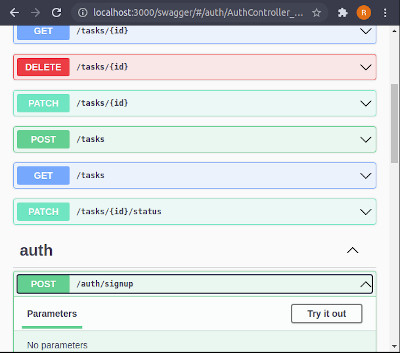 localhost:3000/swagger/#/auth/AuthController_...
R
GET /tasks/{id}
DELETE /tasks/{id}
PATCH /tasks/{id}
POST /tasks
GET /tasks
PATCH /tasks/{id}/status
auth
POST /auth/signup
Parameters Try it out
No parameters